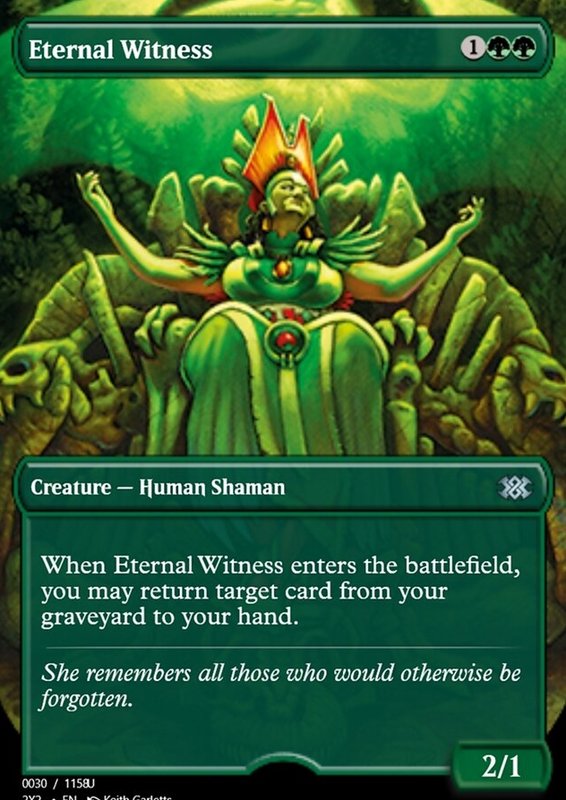 Eternal Witness 1
Creature — Human Shaman
When Eternal Witness enters the battlefield,
you may return target card from your
graveyard to your hand.
She remembers all those who would otherwise be
forgotten.
2/1
0030 / 1158U
2X2 • EN Keith Garletts